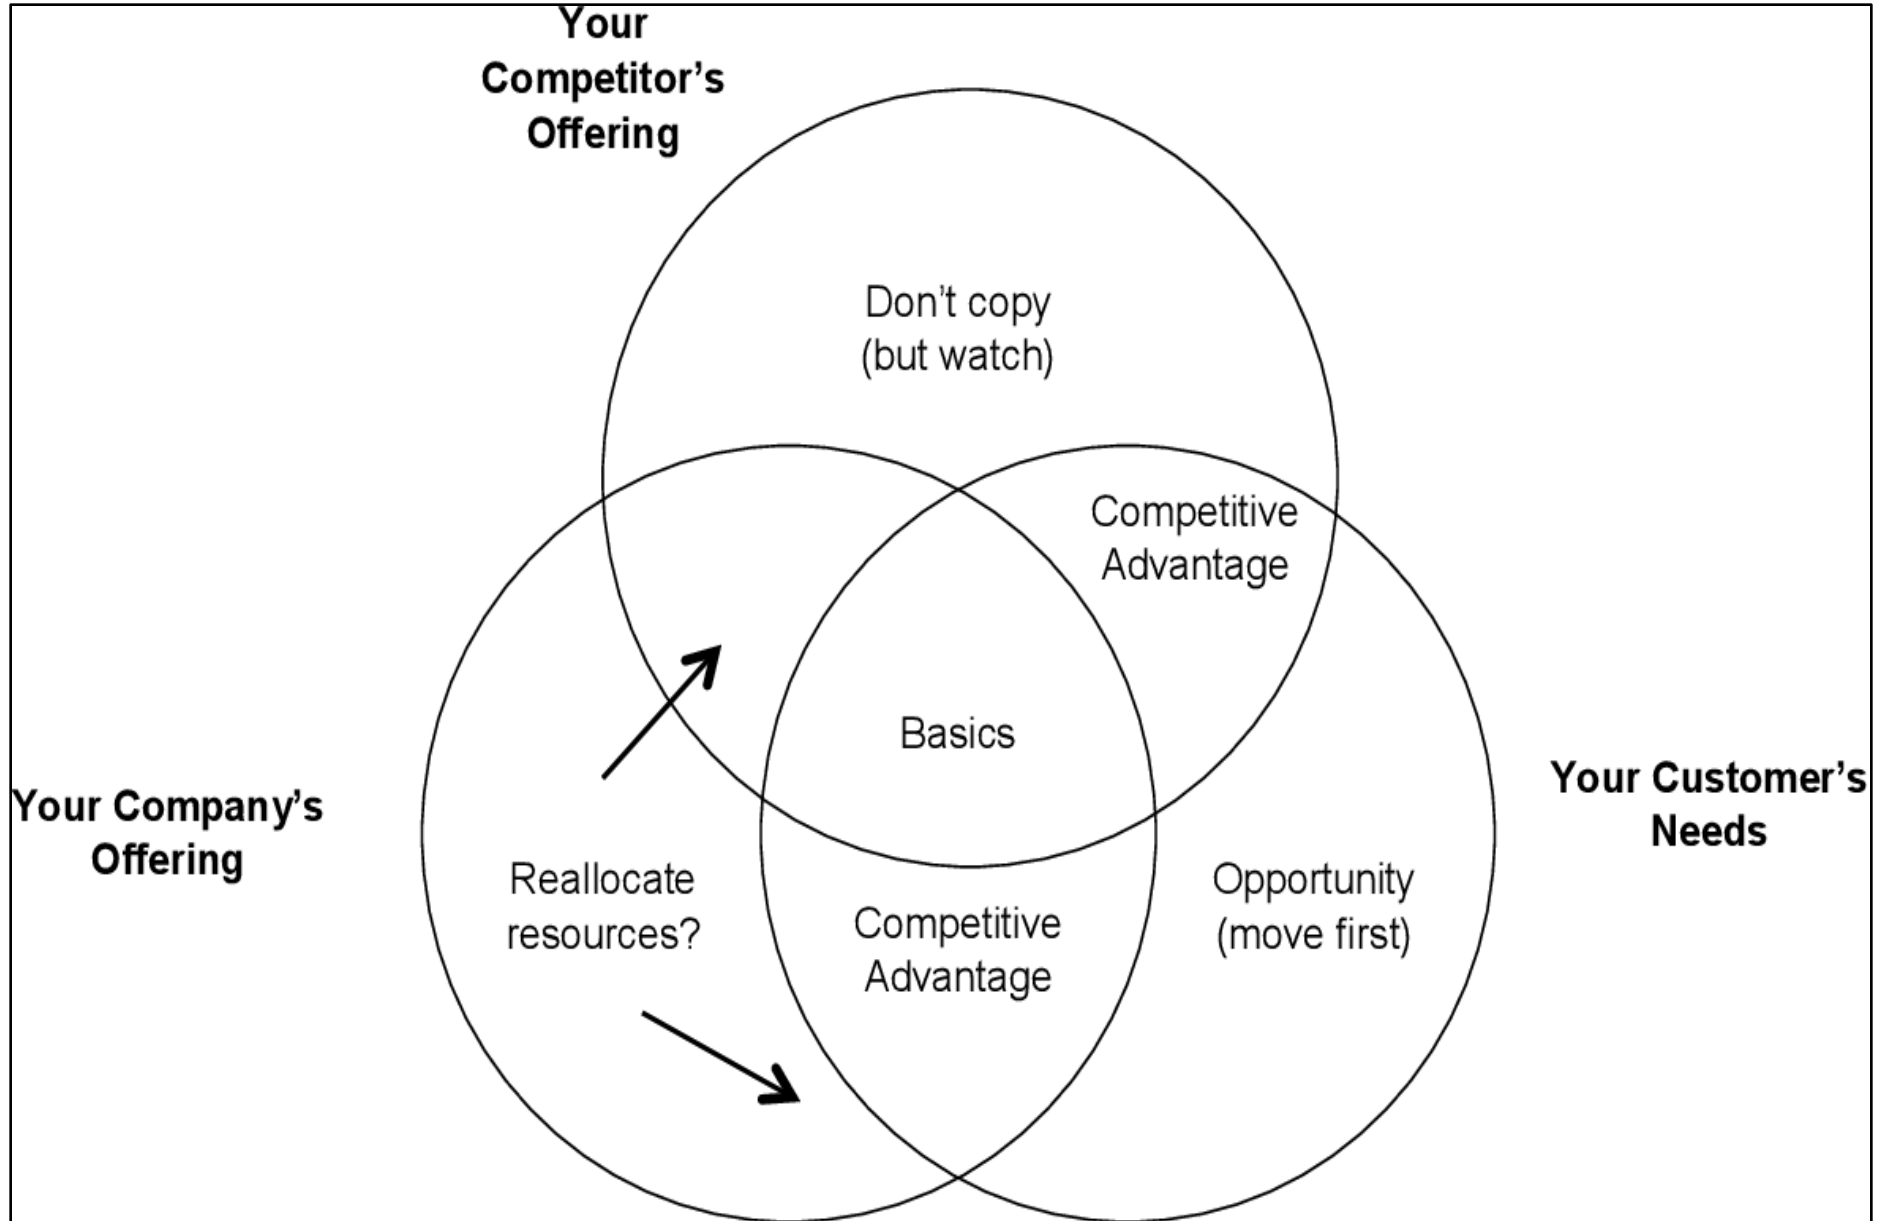 Your
Competitor’s
Offering
Don’t copy
(but watch)
Competitive
Advantage
Basics
Your Company’s
Offering
Your Customer’s
Needs
Reallocate
resources?
Competitive
Advantage
Opportunity
(move first)